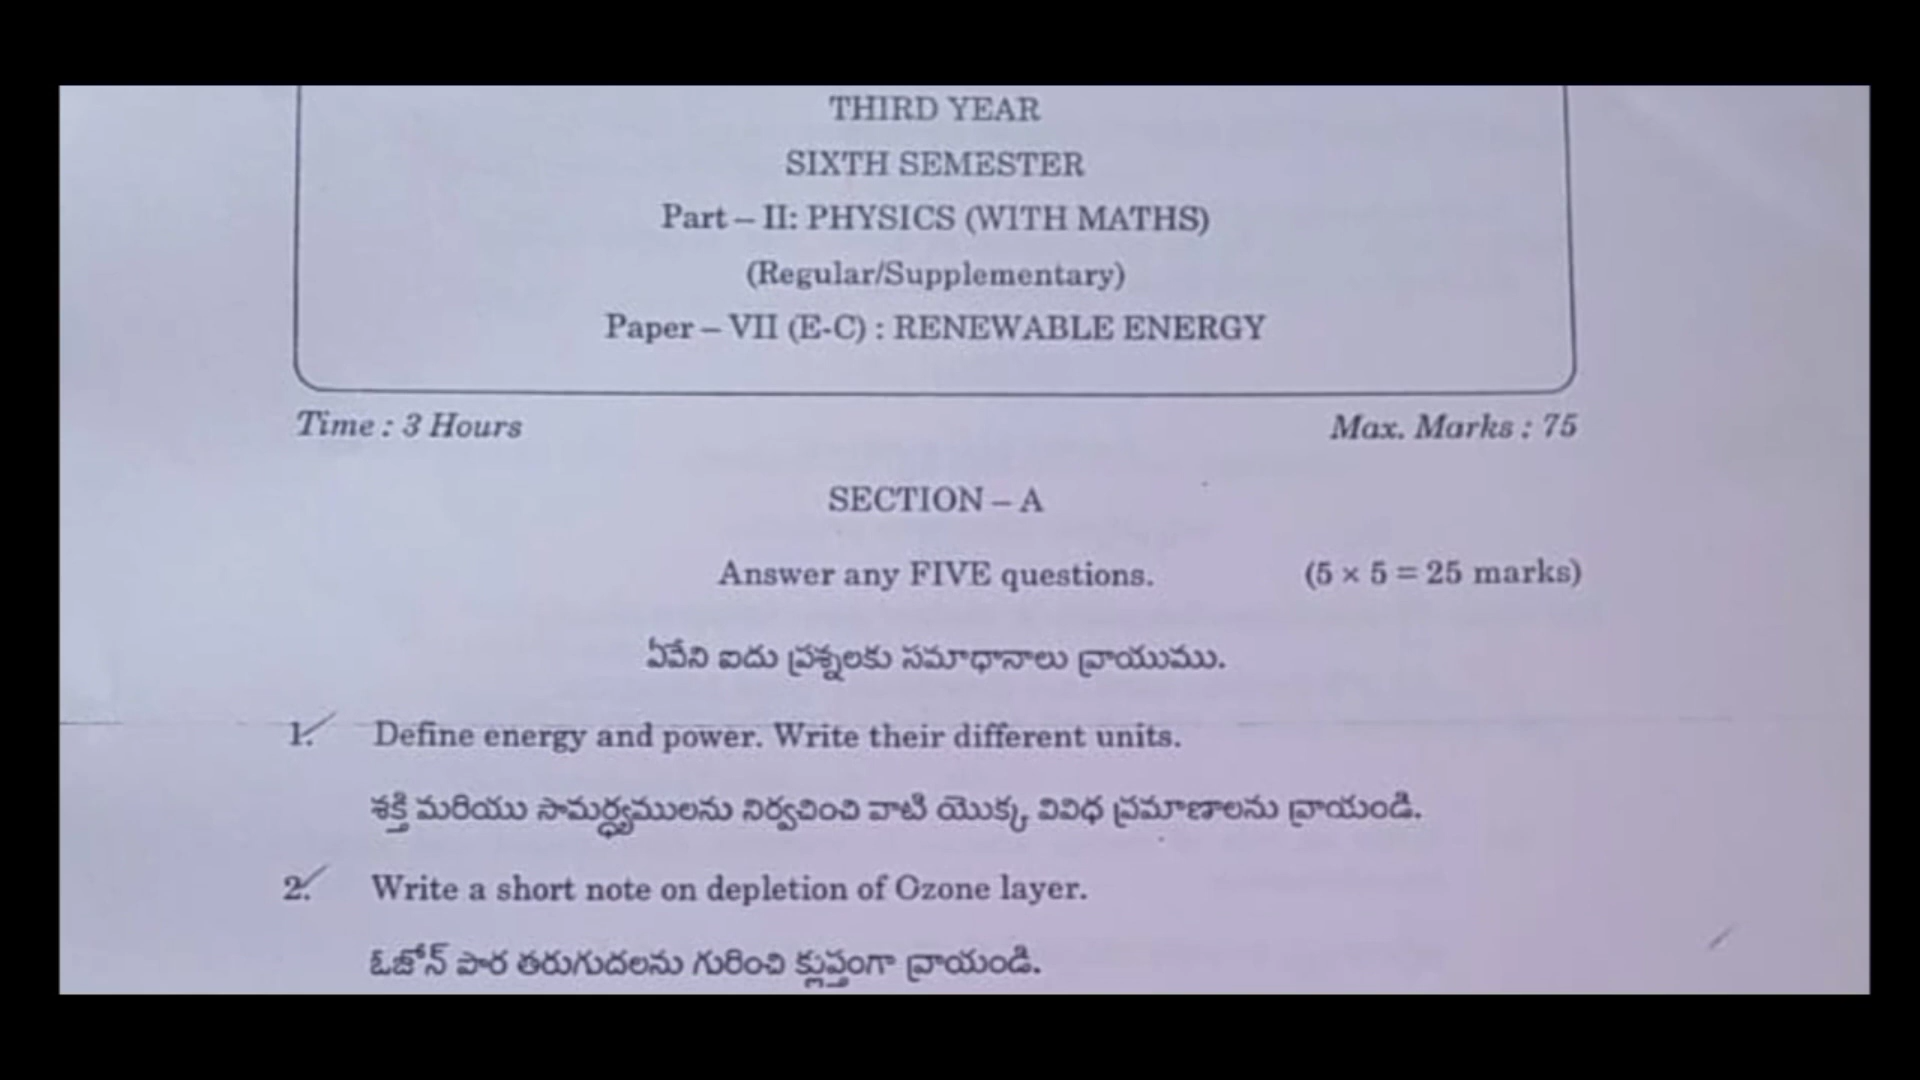 THIRD YEAR
SIXTH SEMESTER
Part – II: PHYSICS (WITH MATHS)
(Regular/Supplementary)
Paper – VII (E-C) : RENEWABLE ENERGY
Time : 3 Hours Max. Marks : 75
SECTION – A
Answer any FIVE questions. (5 × 5 = 25 marks)
ఏవేని ఐదు ప్రశ్నలకు సమాధానాలు వ్రాయుము.
1. Define energy and power. Write their different units.
శక్తి మరియు సామర్థ్యములను నిర్వచించి వాటి యొక్క వివిధ ప్రమాణాలను వ్రాయండి.
2. Write a short note on depletion of Ozone layer.
ఓజోన్ పొర తరుగుదలను గురించి క్లుప్తంగా వ్రాయండి.